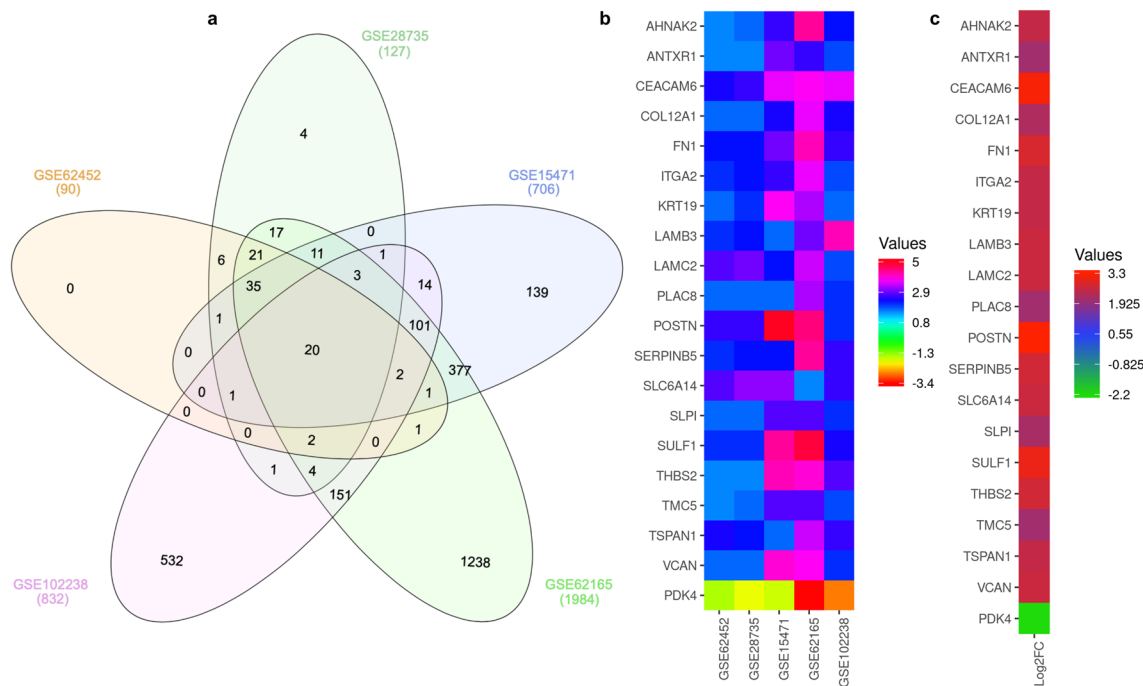 a
GSE28735
(127)
GSE62452
(90)
GSE15471
(706)
GSE102238
(832)
GSE62165
(1984)
4
17
0
6
21
11
1
3
14
0
35
139
1
101
20
0
2
377
0
1
1
0
0
2
0
1
1
4
151
532
1238
b
AHNAK2
ANTXR1
CEACAM6
COL12A1
FN1
ITGA2
KRT19
LAMB3
LAMC2
PLAC8
POSTN
SERPINB5
SLC6A14
SLPI
SULF1
THBS2
TMC5
TSPAN1
VCAN
PDK4
GSE62452
GSE28735
GSE15471
GSE62165
GSE102238
Values
5
2.9
0.8
-1.3
-3.4
c
AHNAK2
ANTXR1
CEACAM6
COL12A1
FN1
ITGA2
KRT19
LAMB3
LAMC2
PLAC8
POSTN
SERPINB5
SLC6A14
SLPI
SULF1
THBS2
TMC5
TSPAN1
VCAN
PDK4
Log2FC
Values
3.3
1.925
0.55
-0.825
-2.2